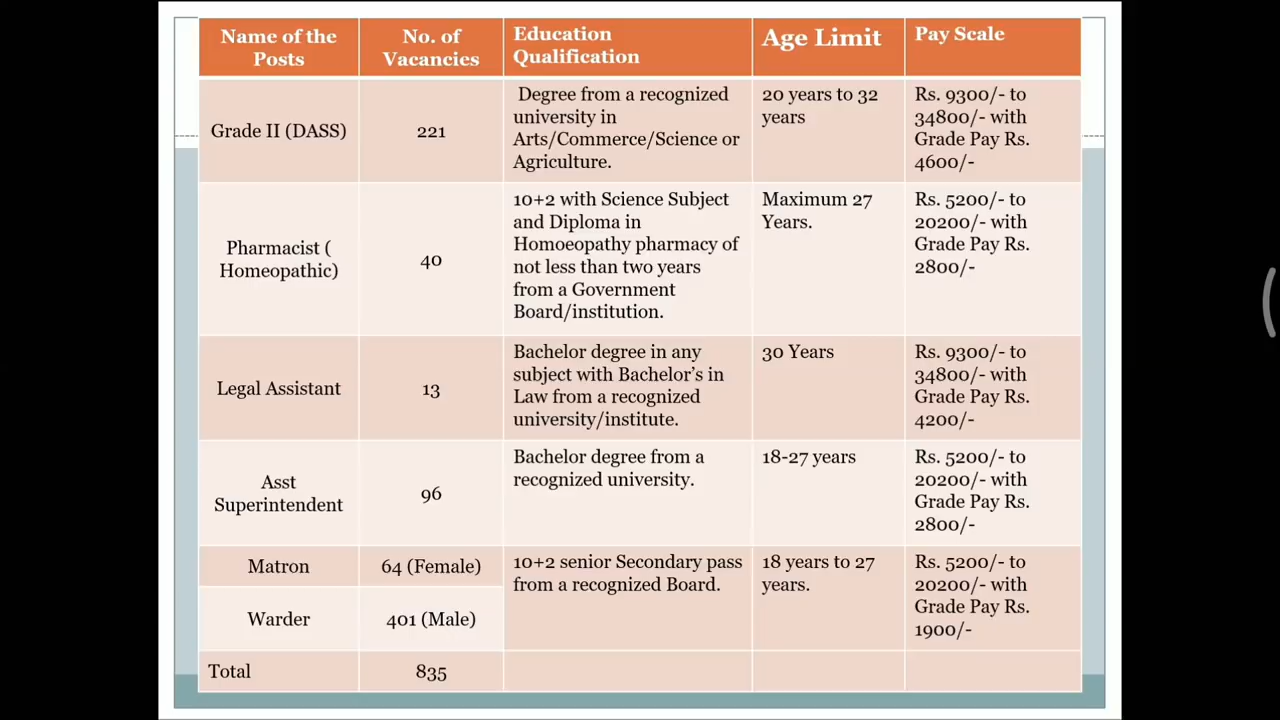 Name of the
Posts
No. of
Vacancies
Education
Qualification
Age Limit
Pay Scale
Grade II (DASS)
221
Degree from a recognized
university in
Arts/Commerce/Science or
Agriculture.
20 years to 32
years
Rs. 9300/- to
34800/- with
Grade Pay Rs.
4600/-
Pharmacist (
Homeopathic)
40
10+2 with Science Subject
and Diploma in
Homoeopathy pharmacy of
not less than two years
from a Government
Board/institution.
Maximum 27
Years.
Rs. 5200/- to
20200/- with
Grade Pay Rs.
2800/-
Legal Assistant
13
Bachelor degree in any
subject with Bachelor’s in
Law from a recognized
university/institute.
30 Years
Rs. 9300/- to
34800/- with
Grade Pay Rs.
4200/-
Asst
Superintendent
96
Bachelor degree from a
recognized university.
18-27 years
Rs. 5200/- to
20200/- with
Grade Pay Rs.
2800/-
Matron
64 (Female)
10+2 senior Secondary pass
from a recognized Board.
18 years to 27
years.
Rs. 5200/- to
20200/- with
Grade Pay Rs.
1900/-
Warder
401 (Male)
Total
835